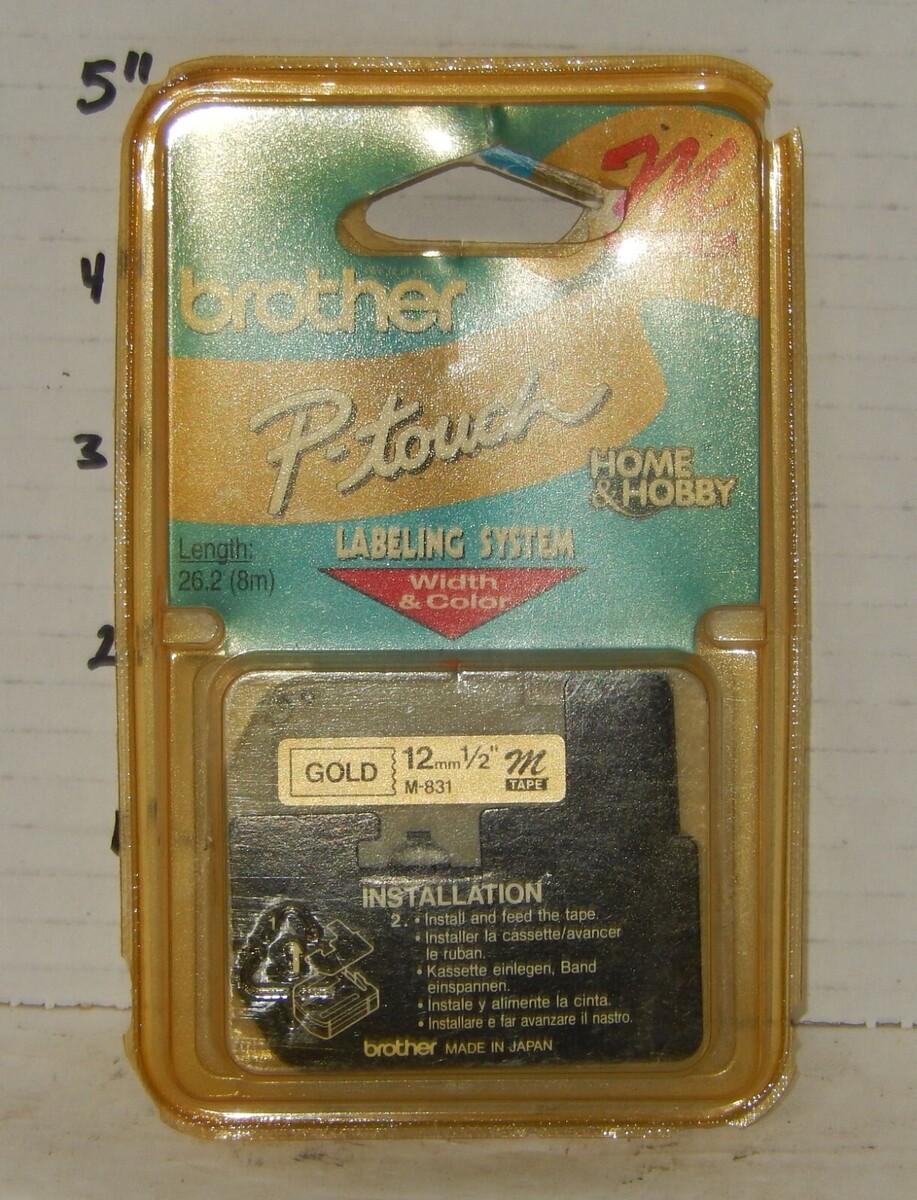 5"
4
3
2
1
M
brother
P-touch
HOME
& HOBBY
LABELING SYSTEM
Length:
26.2 (8m)
Width
& Color
GOLD
12mm 1/2"
M-831
M
TAPE
INSTALLATION
2. • Install and feed the tape.
• Installer la cassette/avancer
le ruban.
• Kassette einlegen, Band
einspannen.
• Instale y alimente la cinta.
• Installare e far avanzare il nastro.
brother MADE IN JAPAN